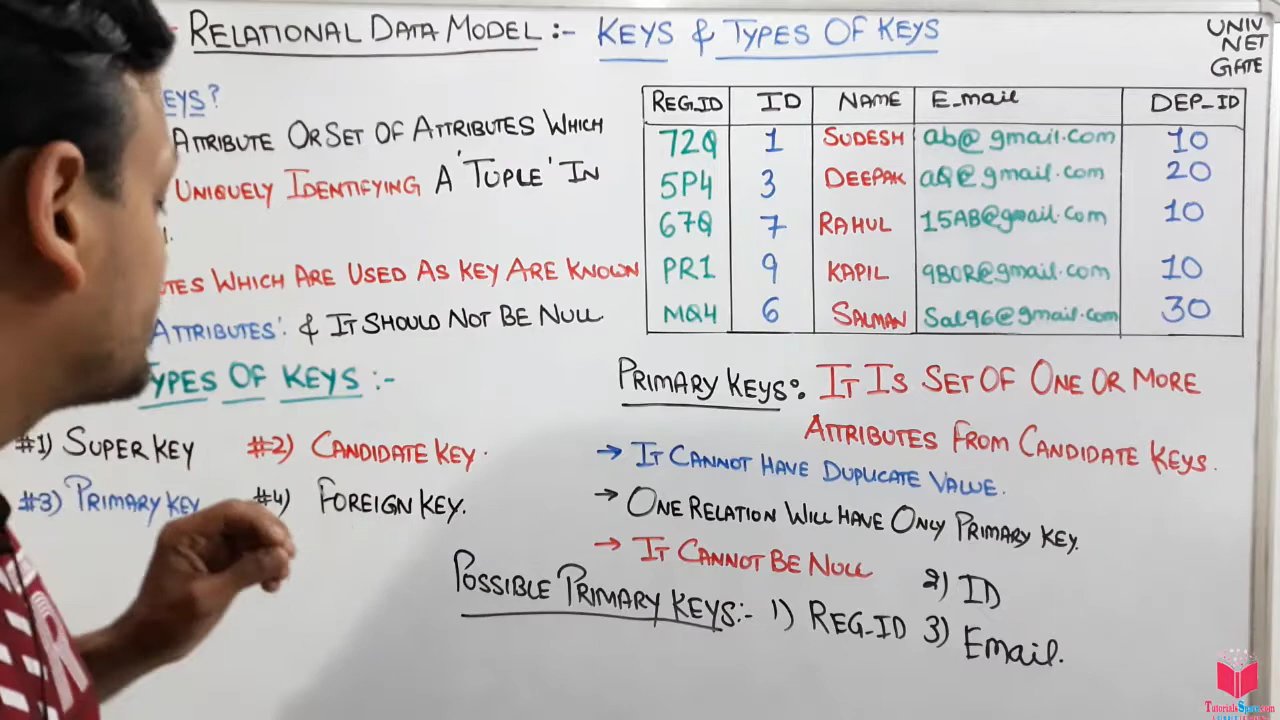 RELATIONAL DATA MODEL :- KEYS & TYPES OF KEYS
UNIV
NET
GATE
EYS?
ATTRIBUTE OR SET OF ATTRIBUTES WHICH
UNIQUELY IDENTIFYING A 'TUPLE' IN
TES WHICH ARE USED AS KEY ARE KNOWN
ATTRIBUTES'. & IT SHOULD NOT BE NULL
REG_ID ID NAME E_mail DEP_ID
72Q 1 SUDESH ab@gmail.com 10
5P4 3 DEEPAK aQ@gmail.com 20
67Q 7 RAHUL 15AB@gmail.com 10
PR1 9 KAPIL 9BOR@gmail.com 10
MQ4 6 SALMAN Sal96@gmail.com 30
TYPES OF KEYS :-
#1) SUPER KEY #2) CANDIDATE KEY.
#3) PRIMARY KEY #4) FOREIGN KEY.
PRIMARY KEYS: IT IS SET OF ONE OR MORE
ATTRIBUTES FROM CANDIDATE KEYS.
→ IT CANNOT HAVE DUPLICATE VALUE.
→ ONE RELATION WILL HAVE ONLY PRIMARY KEY.
→ IT CANNOT BE NULL
POSSIBLE PRIMARY KEYS:- 1) REG_ID 2) ID
3) Email.
TutorialsSpace.com